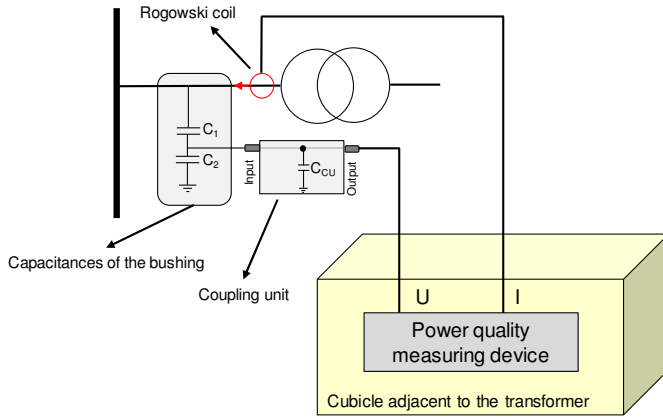 Rogowski coil
C1
C2
Input
CCU
Output
Capacitances of the bushing
Coupling unit
U
I
Power quality
measuring device
Cubicle adjacent to the transformer